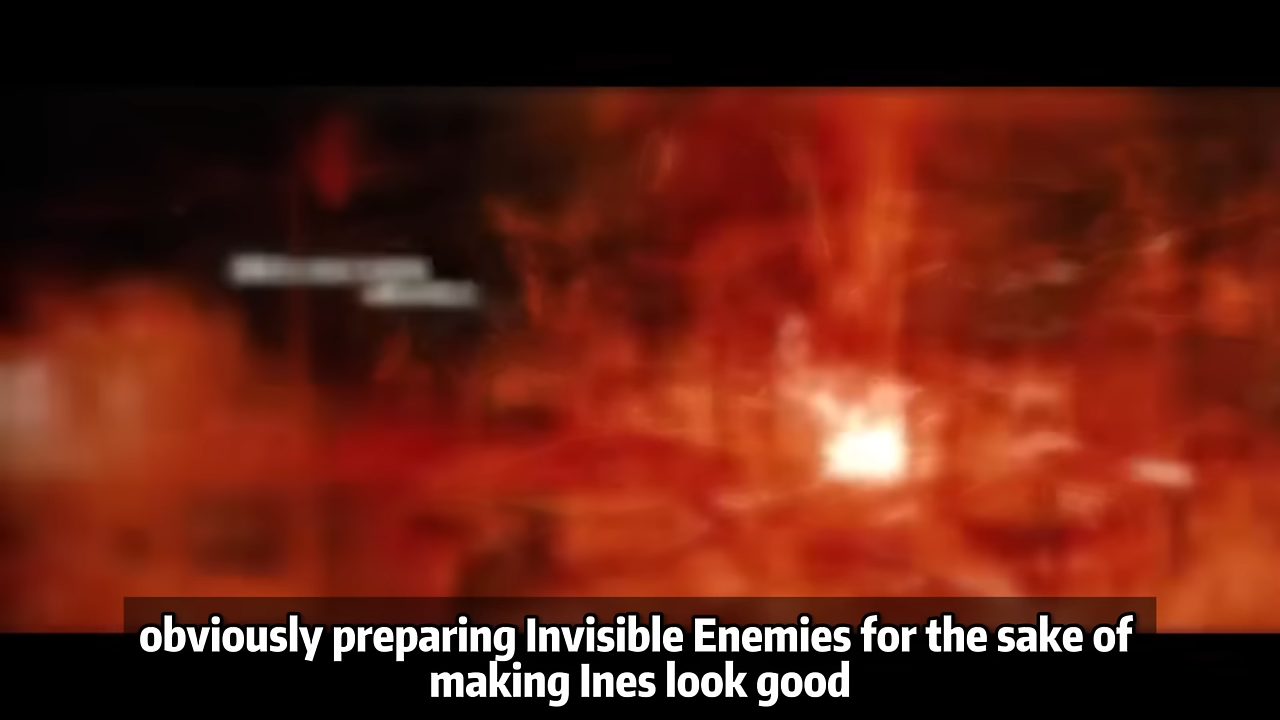 obviously preparing Invisible Enemies for the sake of
making Ines look good